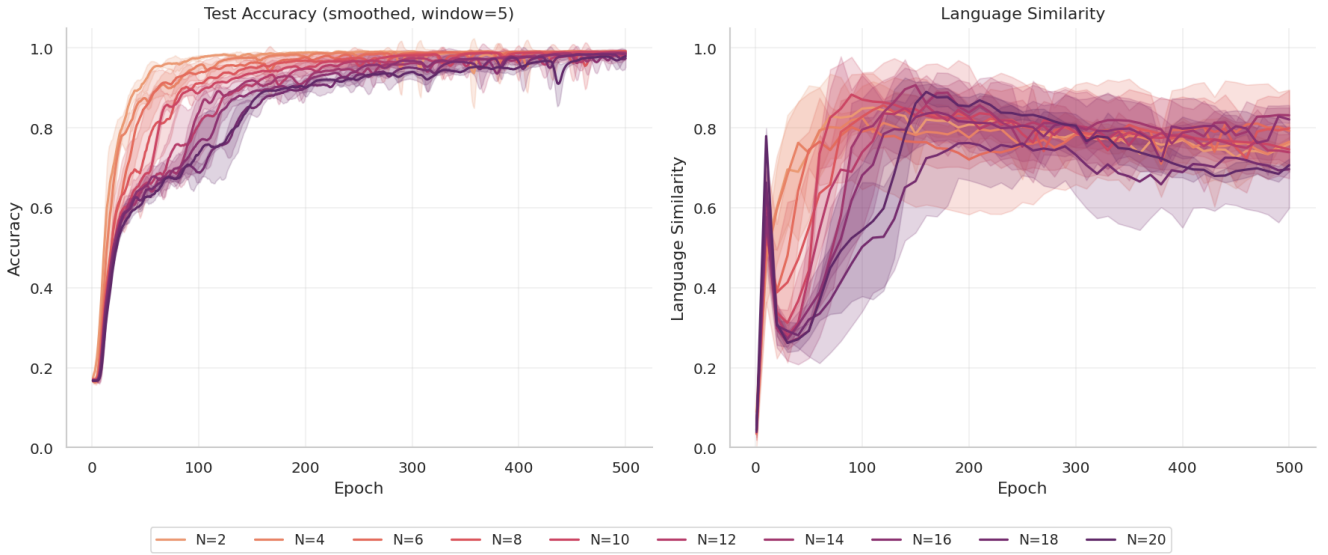 Test Accuracy (smoothed, window=5)
1.0
0.8
0.6
0.4
0.2
0.0
Accuracy
0 100 200 300 400 500
Epoch
Language Similarity
1.0
0.8
0.6
0.4
0.2
0.0
Language Similarity
0 100 200 300 400 500
Epoch
N=2 N=4 N=6 N=8 N=10 N=12 N=14 N=16 N=18 N=20